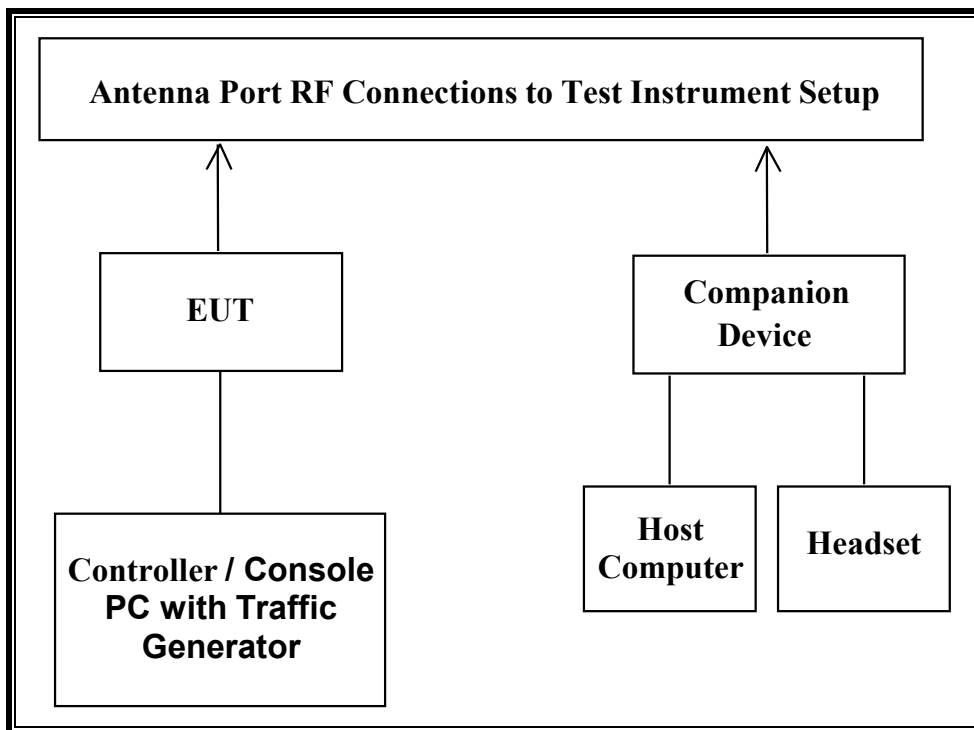 Antenna Port RF Connections to Test Instrument Setup
EUT
Companion
Device
Host
Computer
Headset
Controller / Console
PC with Traffic
Generator